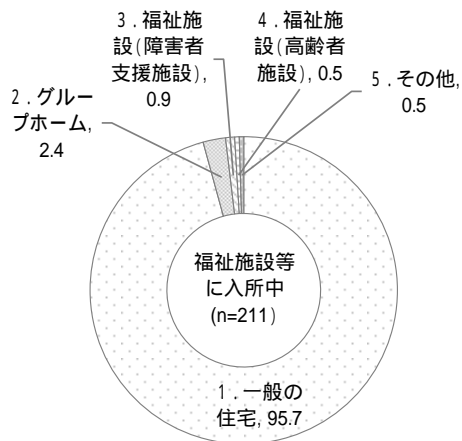 3．福祉施
設(障害者
支援施設),
0.9
4．福祉施
設(高齢者
施設), 0.5
5．その他,
0.5
2．グルー
プホーム,
2.4
福祉施設等
に入所中
(n=211)
1．一般の
住宅, 95.7